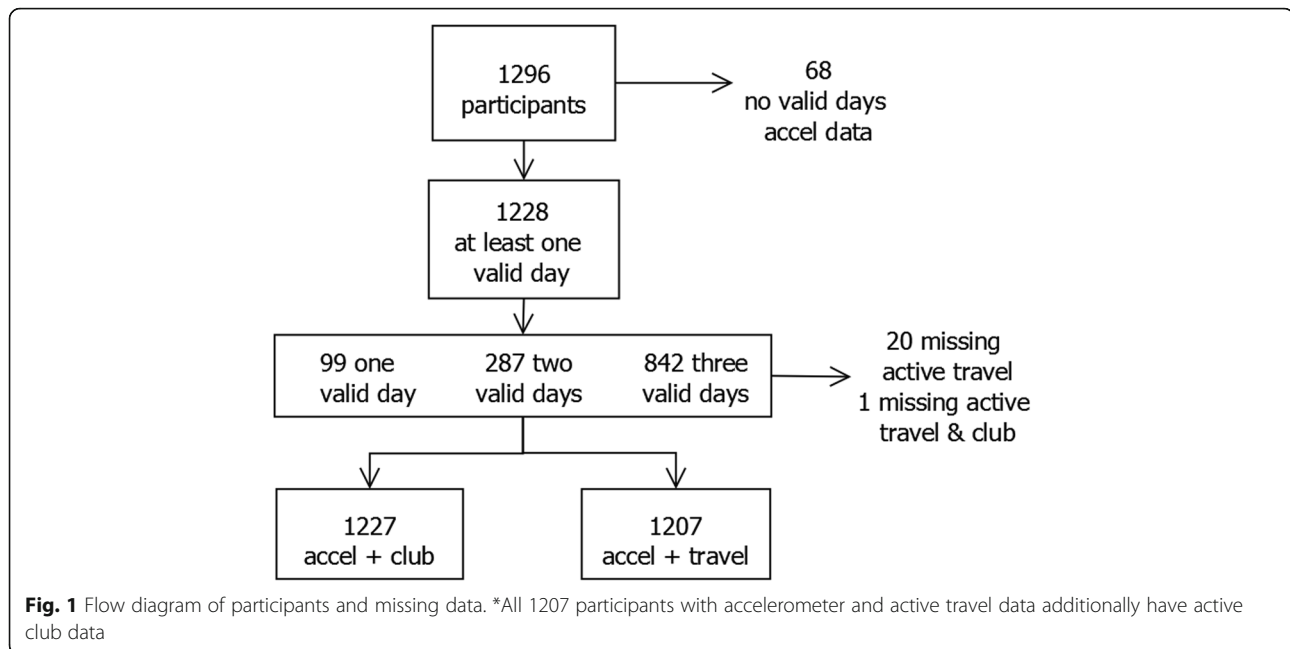 1296
participants
68
no valid days
accel data
1228
at least one
valid day
99 one
valid day
287 two
valid days
842 three
valid days
20 missing
active travel
1 missing active
travel & club
1227
accel + club
1207
accel + travel
Fig. 1 Flow diagram of participants and missing data. *All 1207 participants with accelerometer and active travel data additionally have active
club data